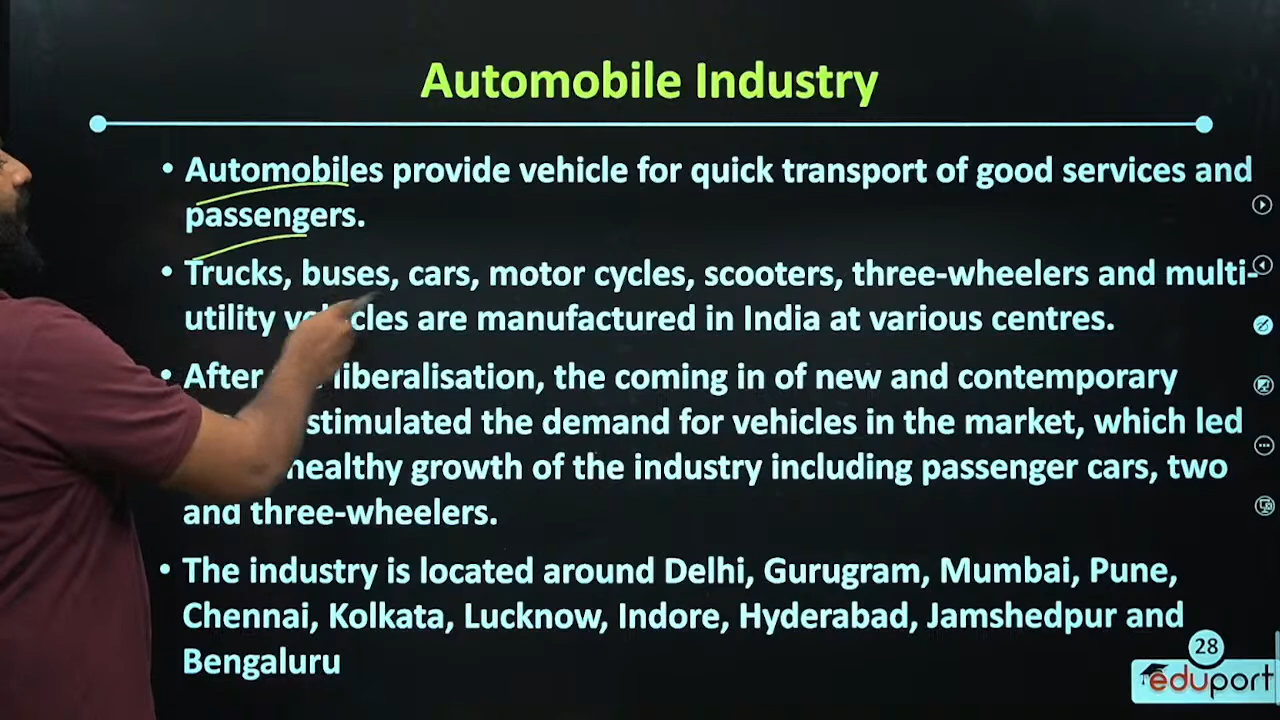 Automobile Industry
• Automobiles provide vehicle for quick transport of good services and
passengers.
• Trucks, buses, cars, motor cycles, scooters, three-wheelers and multi-
utility vehicles are manufactured in India at various centres.
• After liberalisation, the coming in of new and contemporary
stimulated the demand for vehicles in the market, which led
healthy growth of the industry including passenger cars, two
and three-wheelers.
• The industry is located around Delhi, Gurugram, Mumbai, Pune,
Chennai, Kolkata, Lucknow, Indore, Hyderabad, Jamshedpur and
Bengaluru
28
eduport